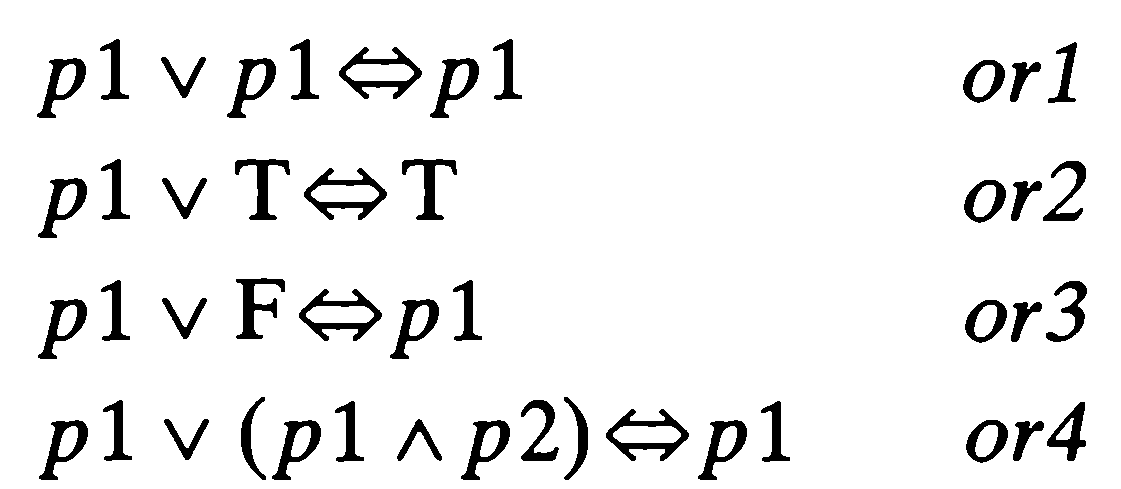 p1 ∨ p1 ⇔ p1 or1
p1 ∨ T ⇔ T or2
p1 ∨ F ⇔ p1 or3
p1 ∨ (p1 ∧ p2) ⇔ p1 or4